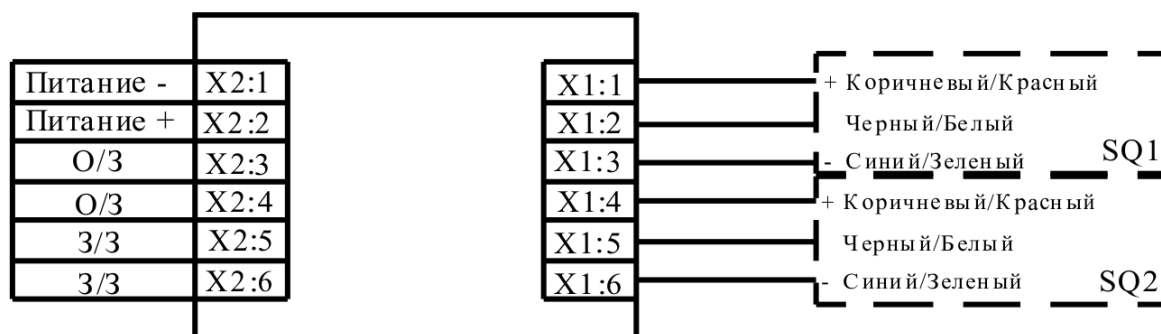 Питание - X2:1
Питание + X2:2
О/З X2:3
О/З X2:4
З/З X2:5
З/З X2:6
X1:1 + Коричневый/Красный
X1:2 Черный/Белый
X1:3 - Синий/Зеленый SQ1
X1:4 + Коричневый/Красный
X1:5 Черный/Белый
X1:6 - Синий/Зеленый SQ2